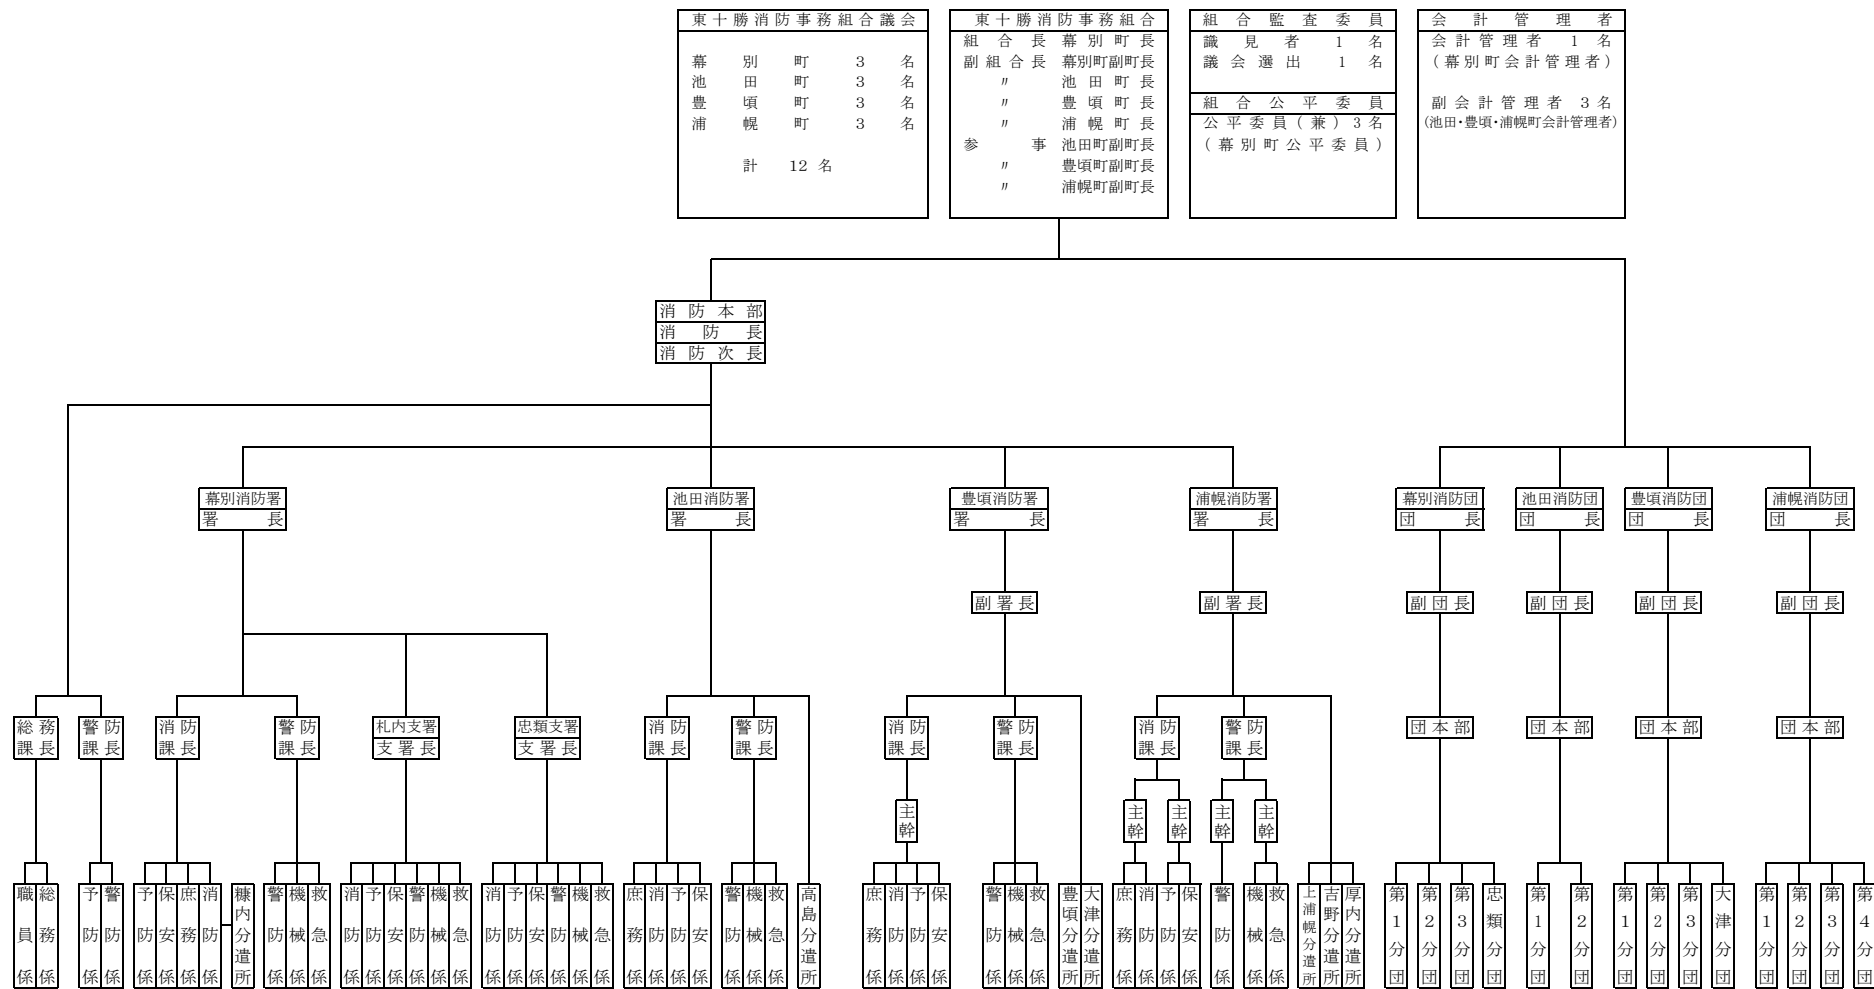 東十勝消防事務組合議会
幕別町 3名
池田町 3名
豊頃町 3名
浦幌町 3名
計 12名
東十勝消防事務組合
組合長 幕別町長
副組合長 幕別町副町長
〃 池田町長
〃 豊頃町長
〃 浦幌町長
参事 池田町副町長
〃 豊頃町副町長
〃 浦幌町副町長
組合監査委員
識見者 1名
議会選出 1名
組合公平委員
公平委員(兼)3名
(幕別町公平委員)
会計管理者
会計管理者 1名
(幕別町会計管理者)
副会計管理者 3名
(池田・豊頃・浦幌町会計管理者)
消防本部
消防長
消防次長
幕別消防署
署長
池田消防署
署長
豊頃消防署
署長
浦幌消防署
署長
幕別消防団
団長
池田消防団
団長
豊頃消防団
団長
浦幌消防団
団長
副署長
副署長
副団長
副団長
副団長
副団長
総務
課長
警防
課長
消防
課長
警防
課長
札内支署
支署長
忠類支署
支署長
消防
課長
警防
課長
消防
課長
警防
課長
消防
課長
警防
課長
団本部
団本部
団本部
団本部
主幹
主幹
主幹
主幹
主幹
職員係
総務係
予防係
警防係
予防係
保安係
庶務係
消防係
糠内分遣所
警防係
機械係
救急係
消防係
予防係
保安係
警防係
機械係
救急係
消防係
予防係
保安係
警防係
機械係
救急係
庶務係
消防係
予防係
保安係
警防係
機械係
救急係
高島分遣所
庶務係
消防係
予防係
保安係
警防係
機械係
救急係
豊頃分遣所
大津分遣所
庶務係
消防係
予防係
保安係
警防係
機械係
救急係
上浦幌分遣所
吉野分遣所
厚内分遣所
第1分団
第2分団
第3分団
忠類分団
第1分団
第2分団
第1分団
第2分団
第3分団
大津分団
第1分団
第2分団
第3分団
第4分団